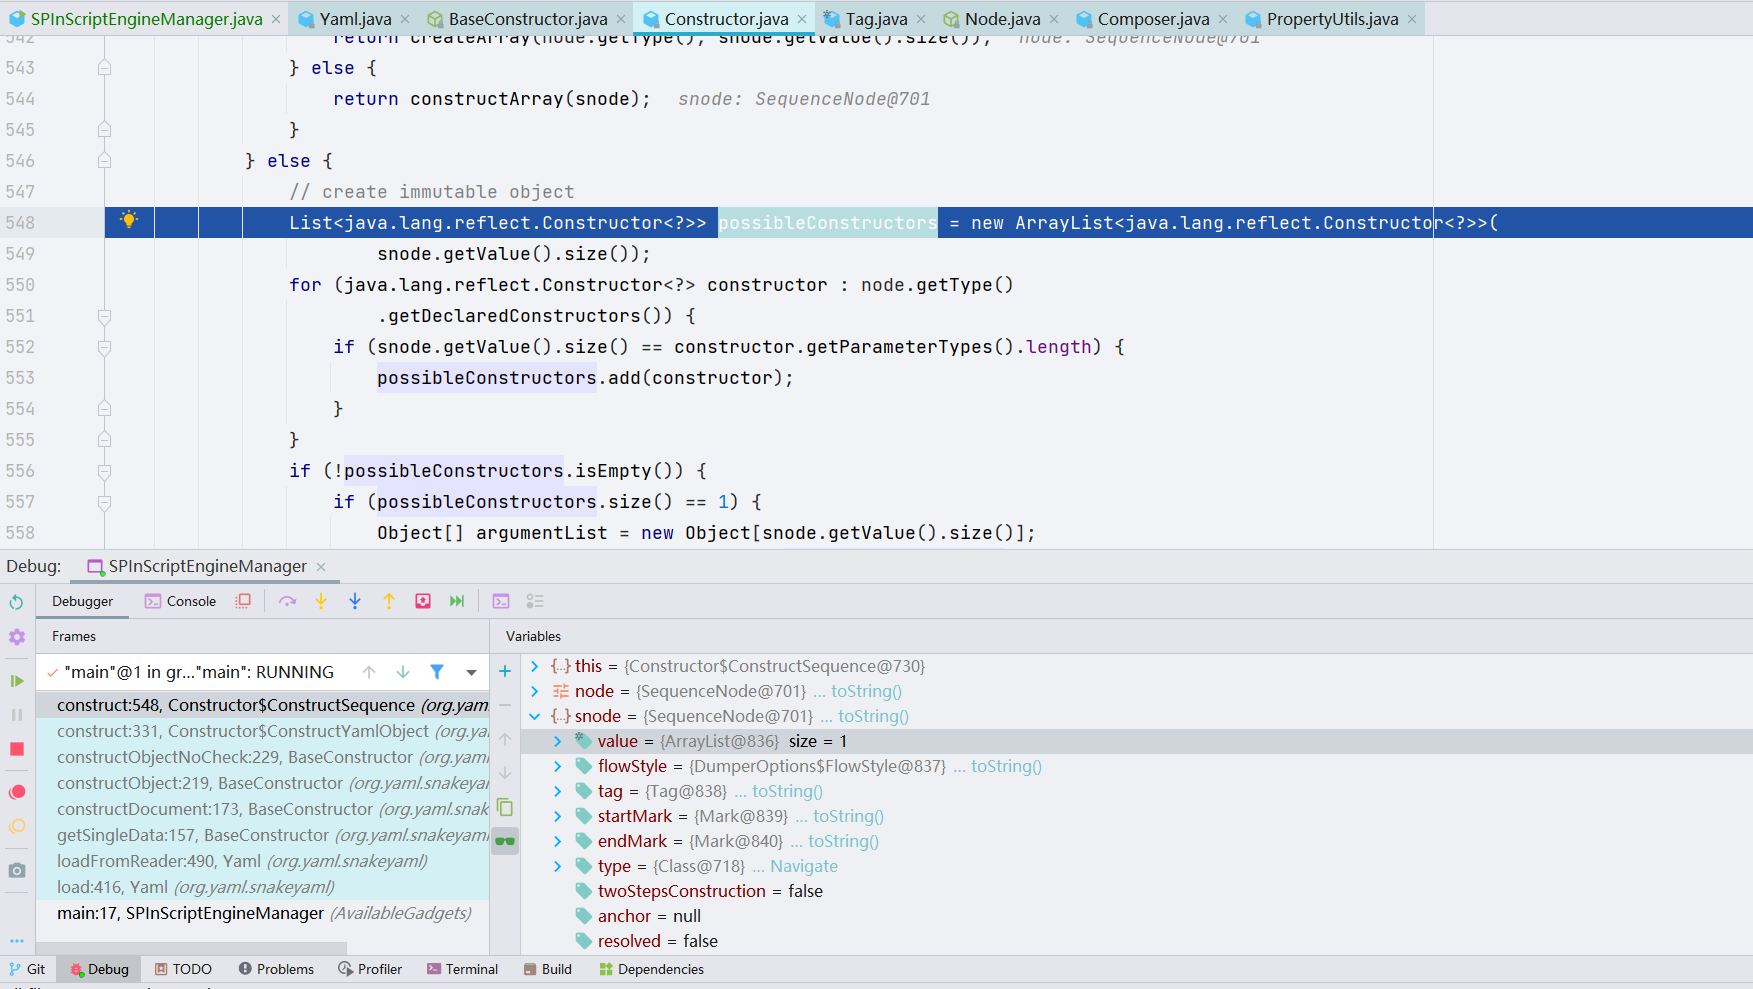 SPInScriptEngineManager.java × Yaml.java × BaseConstructor.java × Constructor.java × Tag.java × Node.java × Composer.java × PropertyUtils.java ×
542 return createArray(node.getType(), snode.getValue().size()); node: SequenceNode@701
543 } else {
544 return constructArray(snode); snode: SequenceNode@701
545 }
546 } else {
547 // create immutable object
548 List<java.lang.reflect.Constructor<?>> possibleConstructors = new ArrayList<java.lang.reflect.Constructor<?>>(
549 snode.getValue().size());
550 for (java.lang.reflect.Constructor<?> constructor : node.getType()
551 .getDeclaredConstructors()) {
552 if (snode.getValue().size() == constructor.getParameterTypes().length) {
553 possibleConstructors.add(constructor);
554 }
555 }
556 if (!possibleConstructors.isEmpty()) {
557 if (possibleConstructors.size() == 1) {
558 Object[] argumentList = new Object[snode.getValue().size()];
Debug: SPInScriptEngineManager ×
Debugger Console
Frames
"main"@1 in gr..."main": RUNNING
construct:548, Constructor$ConstructSequence (org.yam
construct:331, Constructor$ConstructYamlObject (org.ya
constructObjectNoCheck:229, BaseConstructor (org.yam
constructObject:219, BaseConstructor (org.yaml.snakeya
constructDocument:173, BaseConstructor (org.yaml.snak
getSingleData:157, BaseConstructor (org.yaml.snakeyaml
loadFromReader:490, Yaml (org.yaml.snakeyaml)
load:416, Yaml (org.yaml.snakeyaml)
main:17, SPInScriptEngineManager (AvailableGadgets)
Variables
this = {Constructor$ConstructSequence@730}
node = {SequenceNode@701} ... toString()
snode = {SequenceNode@701} ... toString()
value = {ArrayList@836} size = 1
flowStyle = {DumperOptions$FlowStyle@837} ... toString()
tag = {Tag@838} ... toString()
startMark = {Mark@839} ... toString()
endMark = {Mark@840} ... toString()
type = {Class@718} ... Navigate
twoStepsConstruction = false
anchor = null
resolved = false
Git Debug TODO Problems Profiler Terminal Build Dependencies